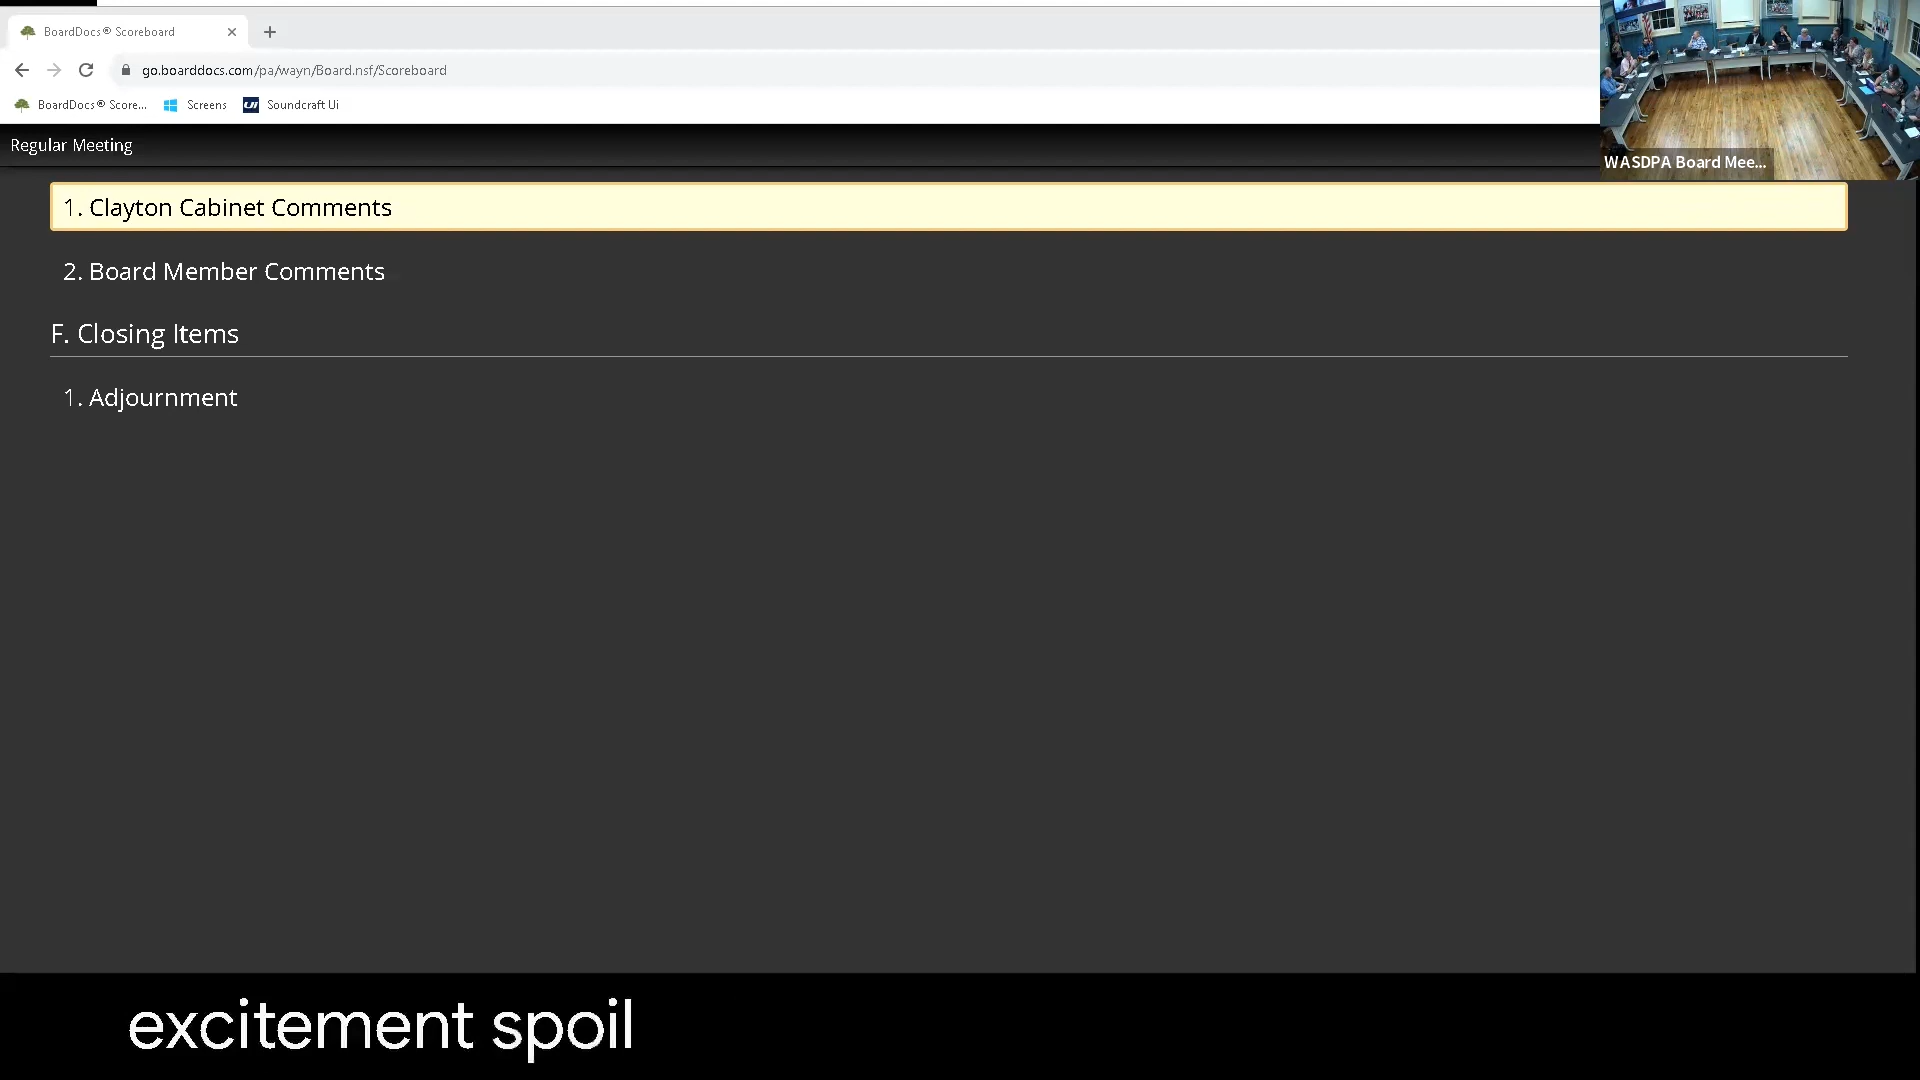 BoardDocs® Scoreboard
go.boarddocs.com/pa/wayn/Board.nsf/Scoreboard
BoardDocs® Score... Screens Soundcraft Ui
Regular Meeting
WASDPA Board Mee...
1. Clayton Cabinet Comments
2. Board Member Comments
F. Closing Items
1. Adjournment
excitement spoil